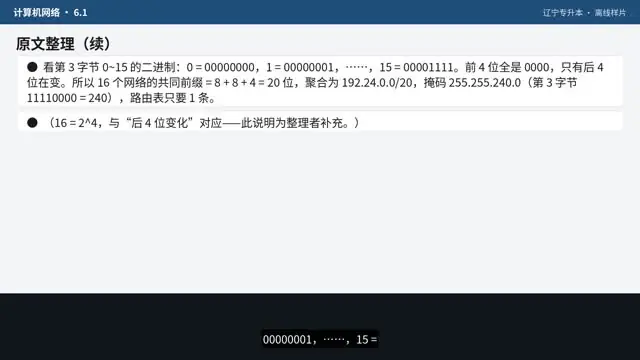 计算机网络 · 6.1
辽宁专升本 · 离线样片
原文整理（续）
● 看第 3 字节 0~15 的二进制：0 = 00000000，1 = 00000001，……，15 = 00001111。前 4 位全是 0000，只有后 4
位在变。所以 16 个网络的共同前缀 = 8 + 8 + 4 = 20 位，聚合为 192.24.0.0/20，掩码 255.255.240.0（第 3 字节
11110000 = 240），路由表只要 1 条。
● （16 = 2^4，与“后 4 位变化”对应——此说明为整理者补充。）
00000001，……，15 =